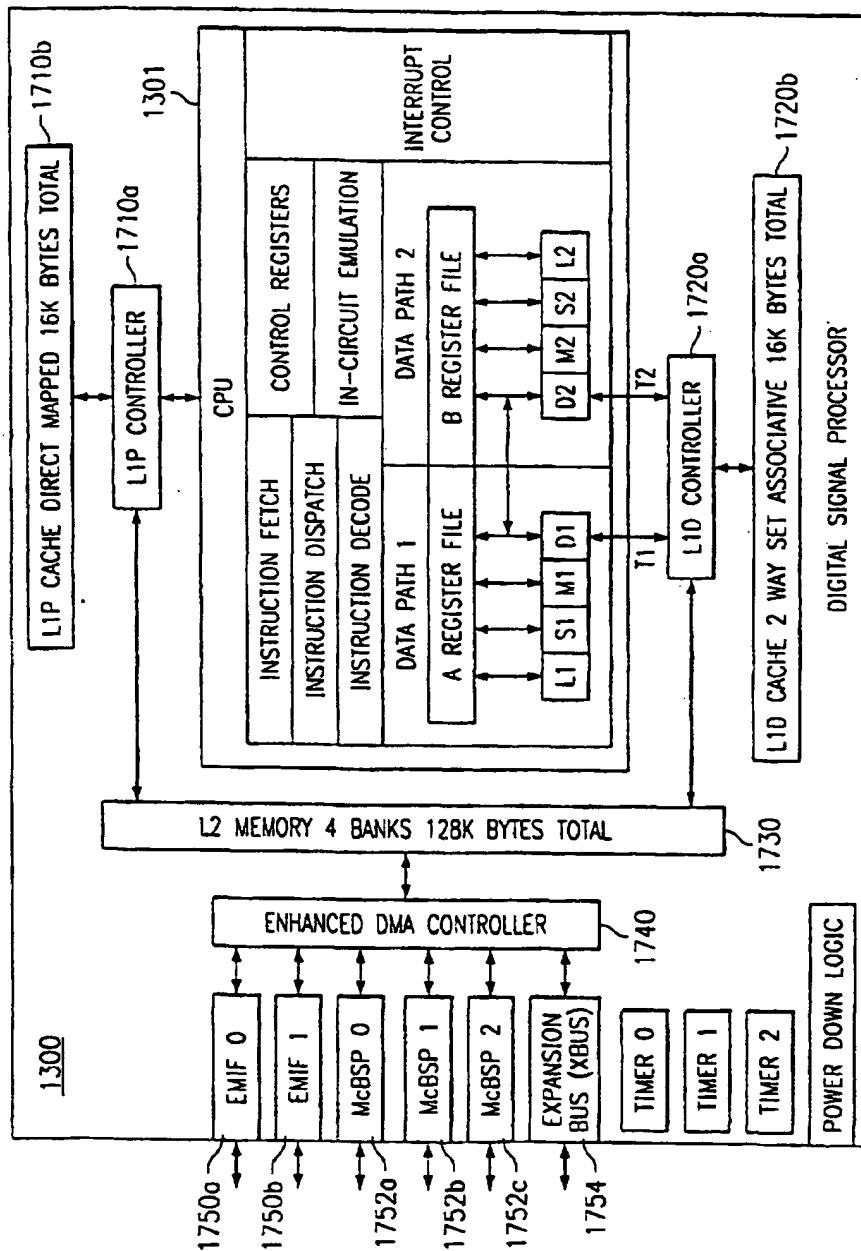 1300
1750a
EMIF 0
1750b
EMIF 1
1752a
McBSP 0
1752b
McBSP 1
1752c
McBSP 2
1754
EXPANSION
BUS (XBUS)
TIMER 0
TIMER 1
TIMER 2
POWER DOWN LOGIC
ENHANCED DMA CONTROLLER
1740
L2 MEMORY 4 BANKS 128K BYTES TOTAL
1730
L1P CACHE DIRECT MAPPED 16K BYTES TOTAL
1710b
L1P CONTROLLER
1710a
1301
CPU
INSTRUCTION FETCH
INSTRUCTION DISPATCH
INSTRUCTION DECODE
CONTROL REGISTERS
IN-CIRCUIT EMULATION
INTERRUPT
CONTROL
DATA PATH 1
A REGISTER FILE
L1 S1 M1 D1
DATA PATH 2
B REGISTER FILE
D2 M2 S2 L2
T1
T2
L1D CONTROLLER
1720a
L1D CACHE 2 WAY SET ASSOCIATIVE 16K BYTES TOTAL
1720b
DIGITAL SIGNAL PROCESSOR